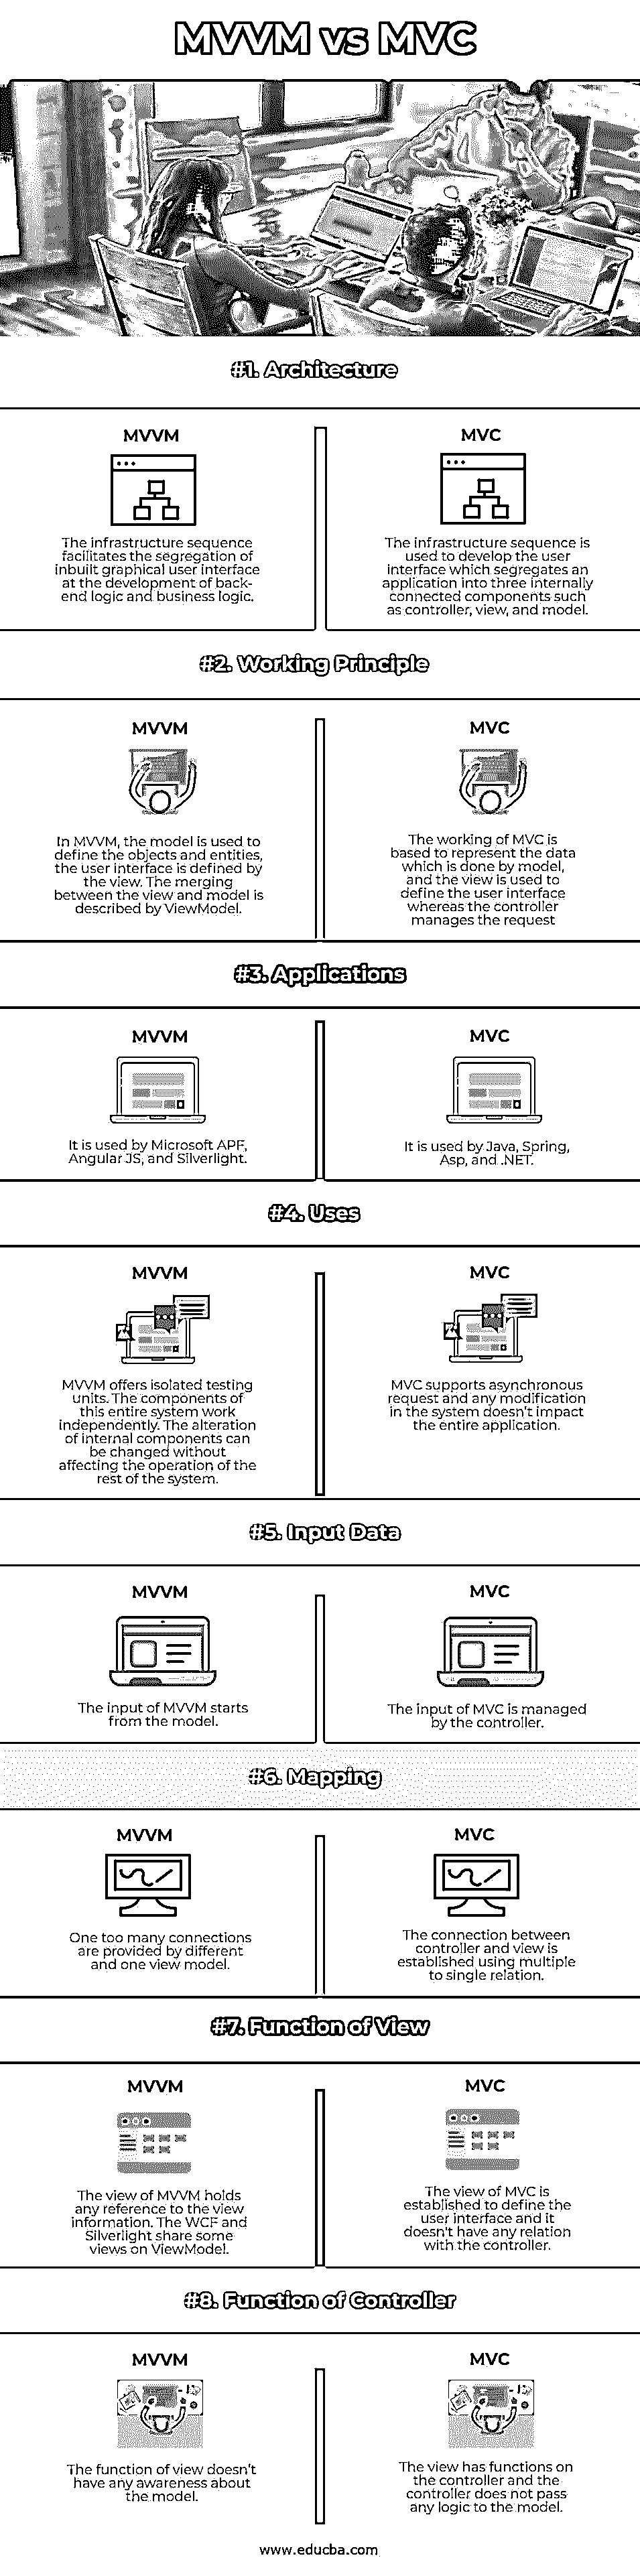 MVVM vs MVC
#1. Architecture
MVVM
The infrastructure sequence
facilitates the segregation of
inbuilt graphical user interface
at the development of back-
end logic and business logic.
MVC
The infrastructure sequence is
used to develop the user
interface which segregates an
application into three internally
connected components such
as controller, view, and model.
#2. Working Principle
MVVM
In MVVM, the model is used to
define the objects and entities,
the user interface is defined by
the view. The merging
between the view and model is
described by ViewModel.
MVC
The working of MVC is
based to represent the data
which is done by model,
and the view is used to
define the user interface
whereas the controller
manages the request
#3. Applications
MVVM
It is used by Microsoft APF,
Angular JS, and Silverlight.
MVC
It is used by Java, Spring,
Asp, and .NET.
#4. Uses
MVVM
MVVM offers isolated testing
units. The components of
this entire system work
independently. The alteration
of internal components can
be changed without
affecting the operation of the
rest of the system.
MVC
MVC supports asynchronous
request and any modification
in the system doesn't impact
the entire application.
#5. Input Data
MVVM
The input of MVVM starts
from the model.
MVC
The input of MVC is managed
by the controller.
#6. Mapping
MVVM
One too many connections
are provided by different
and one view model.
MVC
The connection between
controller and view is
established using multiple
to single relation.
#7. Function of View
MVVM
The view of MVVM holds
any reference to the view
information. The WCF and
Silverlight share some
views on ViewModel.
MVC
The view of MVC is
established to define the
user interface and it
doesn't have any relation
with the controller.
#8. Function of Controller
MVVM
The function of view doesn't
have any awareness about
the model.
MVC
The view has functions on
the controller and the
controller does not pass
any logic to the model.
www.educba.com